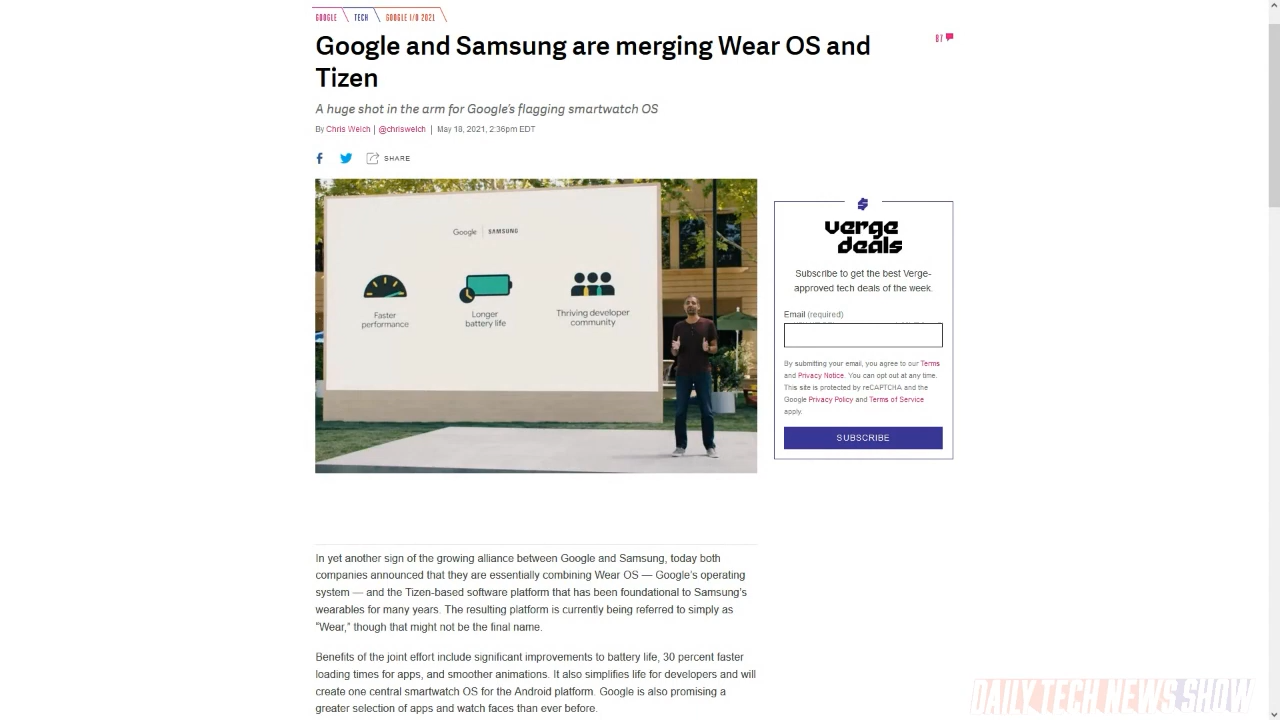 GOOGLE TECH GOOGLE I/O 2021
Google and Samsung are merging Wear OS and
Tizen
87
A huge shot in the arm for Google's flagging smartwatch OS
By Chris Welch | @chriswelch | May 18, 2021, 2:36pm EDT
SHARE
Google | SAMSUNG
Faster
performance
Longer
battery life
Thriving developer
community
verge
deals
Subscribe to get the best Verge-
approved tech deals of the week.
Email (required)
By submitting your email, you agree to our Terms
and Privacy Notice. You can opt out at any time.
This site is protected by reCAPTCHA and the
Google Privacy Policy and Terms of Service
apply.
SUBSCRIBE
In yet another sign of the growing alliance between Google and Samsung, today both
companies announced that they are essentially combining Wear OS — Google's operating
system — and the Tizen-based software platform that has been foundational to Samsung's
wearables for many years. The resulting platform is currently being referred to simply as
“Wear,” though that might not be the final name.
Benefits of the joint effort include significant improvements to battery life, 30 percent faster
loading times for apps, and smoother animations. It also simplifies life for developers and will
create one central smartwatch OS for the Android platform. Google is also promising a
greater selection of apps and watch faces than ever before.
DAILY TECH NEWS SHOW